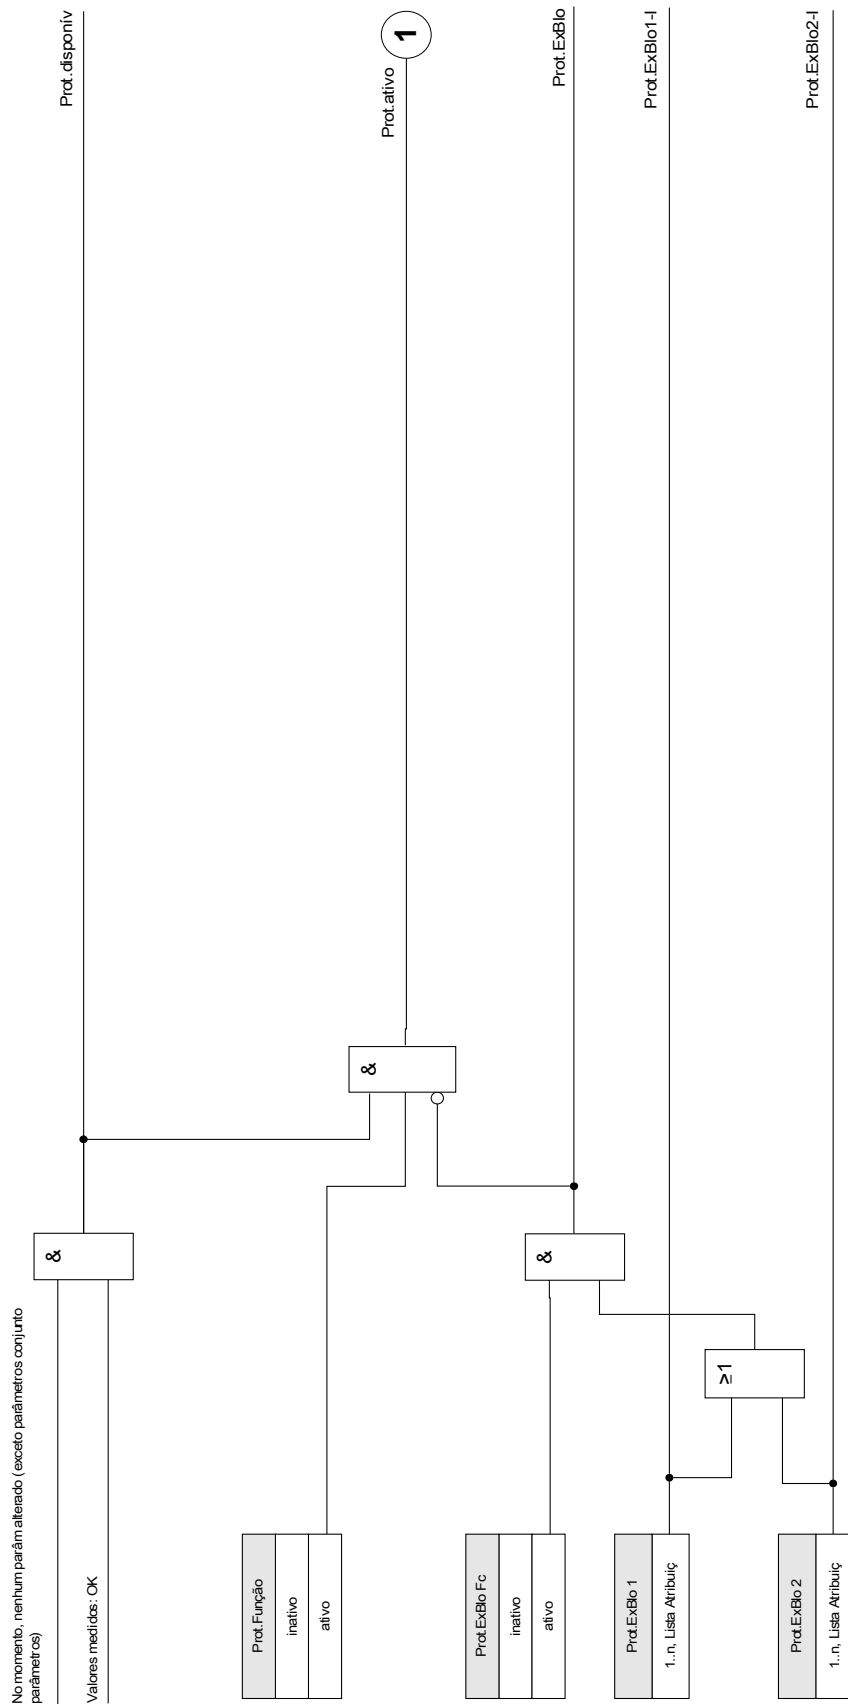 No momento, nenhum parâm alterado (exceto parâmetros conjunto
parâmetros)
Valores medidos: OK
&
Prot.disponív
Prot.Função
inativo
ativo
&
Prot.ativo
1
Prot.ExBlo Fc
inativo
ativo
&
Prot.ExBlo
Prot.ExBlo 1
1..n, Lista Atribuiç
≥1
Prot.ExBlo1-I
Prot.ExBlo 2
1..n, Lista Atribuiç
Prot.ExBlo2-I